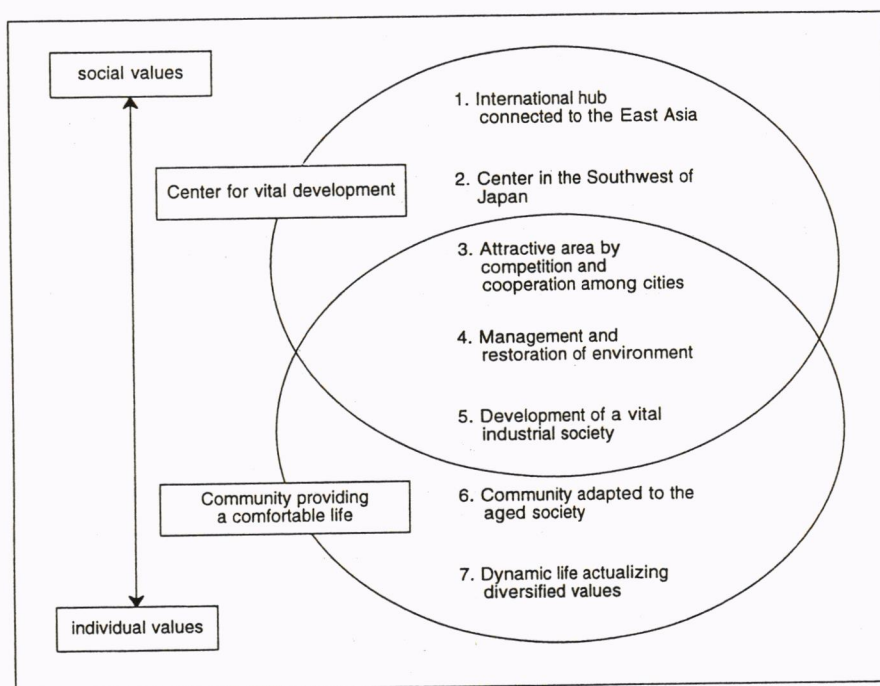 social values
Center for vital development
1. International hub
connected to the East Asia
2. Center in the Southwest of
Japan
3. Attractive area by
competition and
cooperation among cities
4. Management and
restoration of environment
5. Development of a vital
industrial society
Community providing
a comfortable life
6. Community adapted to the
aged society
7. Dynamic life actualizing
diversified values
individual values